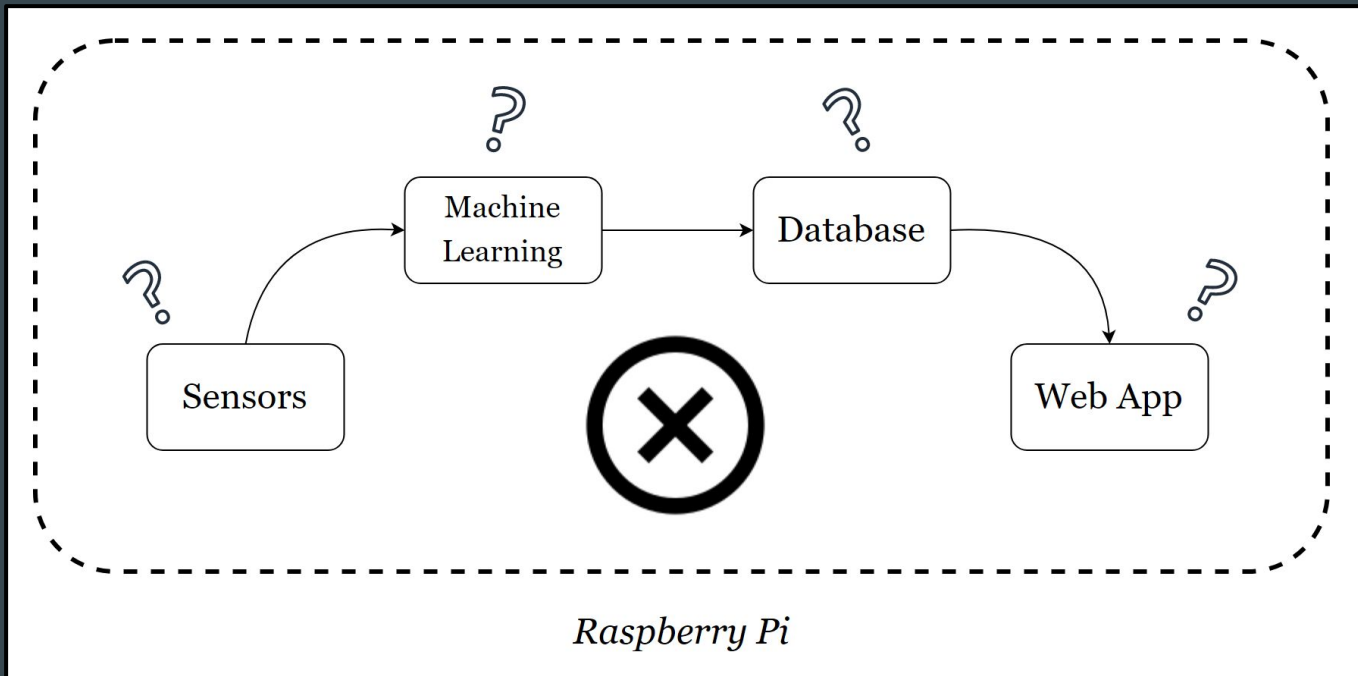 ?
?
Machine
Learning
Database
?
?
Sensors
Web App
Raspberry Pi